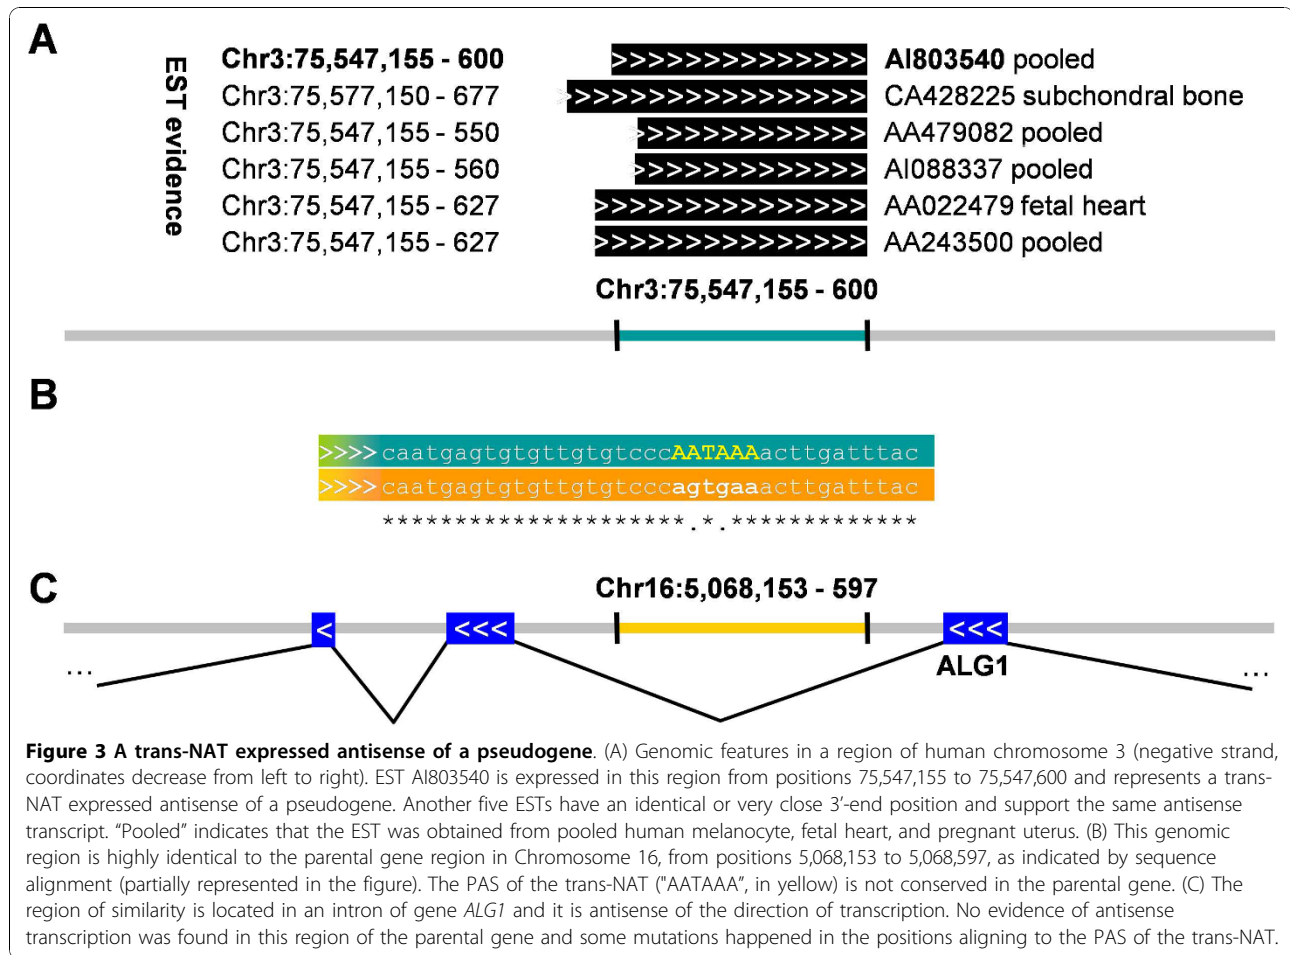 A
EST evidence
Chr3:75,547,155 - 600 >>>>>>>>>>>>>> AI803540 pooled
Chr3:75,577,150 - 677 >>>>>>>>>>>>>>>>> CA428225 subchondral bone
Chr3:75,547,155 - 550 >>>>>>>>>>>>> AA479082 pooled
Chr3:75,547,155 - 560 >>>>>>>>>>>>> AI088337 pooled
Chr3:75,547,155 - 627 >>>>>>>>>>>>>>> AA022479 fetal heart
Chr3:75,547,155 - 627 >>>>>>>>>>>>>>> AA243500 pooled
Chr3:75,547,155 - 600
B
>>>> caatgagtgtgttgtgtcccAATAAAacttgatttac
>>>> caatgagtgtgttgtgtcccagtgaaacttgatttac
*********************.*.*************
C
Chr16:5,068,153 - 597
< <<< <<<
ALG1
... ...
Figure 3 A trans-NAT expressed antisense of a pseudogene. (A) Genomic features in a region of human chromosome 3 (negative strand,
coordinates decrease from left to right). EST AI803540 is expressed in this region from positions 75,547,155 to 75,547,600 and represents a trans-
NAT expressed antisense of a pseudogene. Another five ESTs have an identical or very close 3'-end position and support the same antisense
transcript. "Pooled" indicates that the EST was obtained from pooled human melanocyte, fetal heart, and pregnant uterus. (B) This genomic
region is highly identical to the parental gene region in Chromosome 16, from positions 5,068,153 to 5,068,597, as indicated by sequence
alignment (partially represented in the figure). The PAS of the trans-NAT ("AATAAA", in yellow) is not conserved in the parental gene. (C) The
region of similarity is located in an intron of gene ALG1 and it is antisense of the direction of transcription. No evidence of antisense
transcription was found in this region of the parental gene and some mutations happened in the positions aligning to the PAS of the trans-NAT.